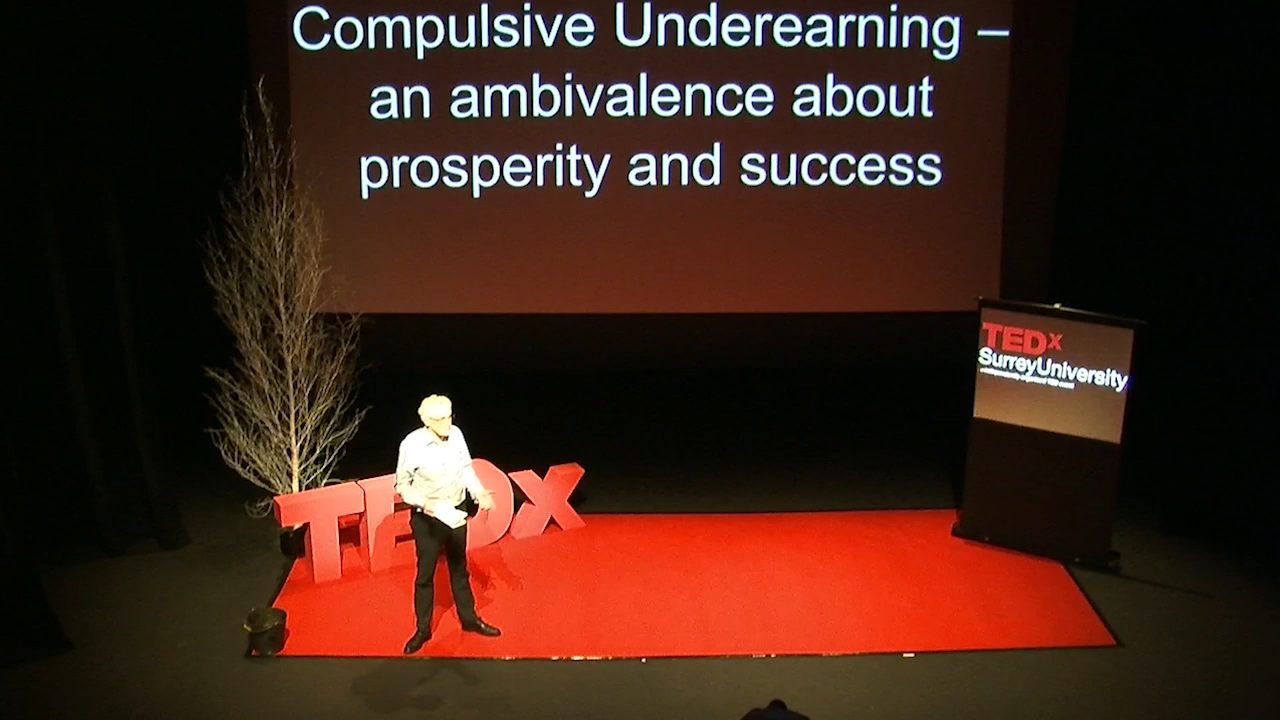 Compulsive Underearning –
an ambivalence about
prosperity and success
TEDx
SurreyUniversity
TEDx